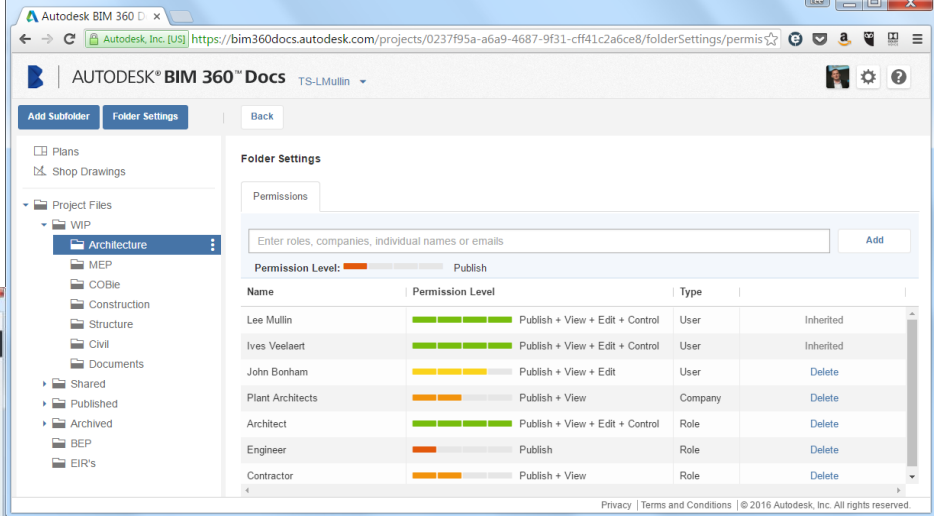 Autodesk BIM 360 D
Autodesk, Inc. [US] https://bim360docs.autodesk.com/projects/0237f95a-a6a9-4687-9f31-cff41c2a6ce8/folderSettings/permis
AUTODESK® BIM 360™ Docs TS-LMullin
Add Subfolder Folder Settings Back
Plans
Shop Drawings
Project Files
WIP
Architecture
MEP
COBie
Construction
Structure
Civil
Documents
Shared
Published
Archived
BEP
EIR's
Folder Settings
Permissions
Enter roles, companies, individual names or emails Add
Permission Level: Publish
Name Permission Level Type
Lee Mullin Publish + View + Edit + Control User Inherited
Ives Veelaert Publish + View + Edit + Control User Inherited
John Bonham Publish + View + Edit User Delete
Plant Architects Publish + View Company Delete
Architect Publish + View + Edit + Control Role Delete
Engineer Publish Role Delete
Contractor Publish + View Role Delete
Privacy | Terms and Conditions | © 2016 Autodesk, Inc. All rights reserved.